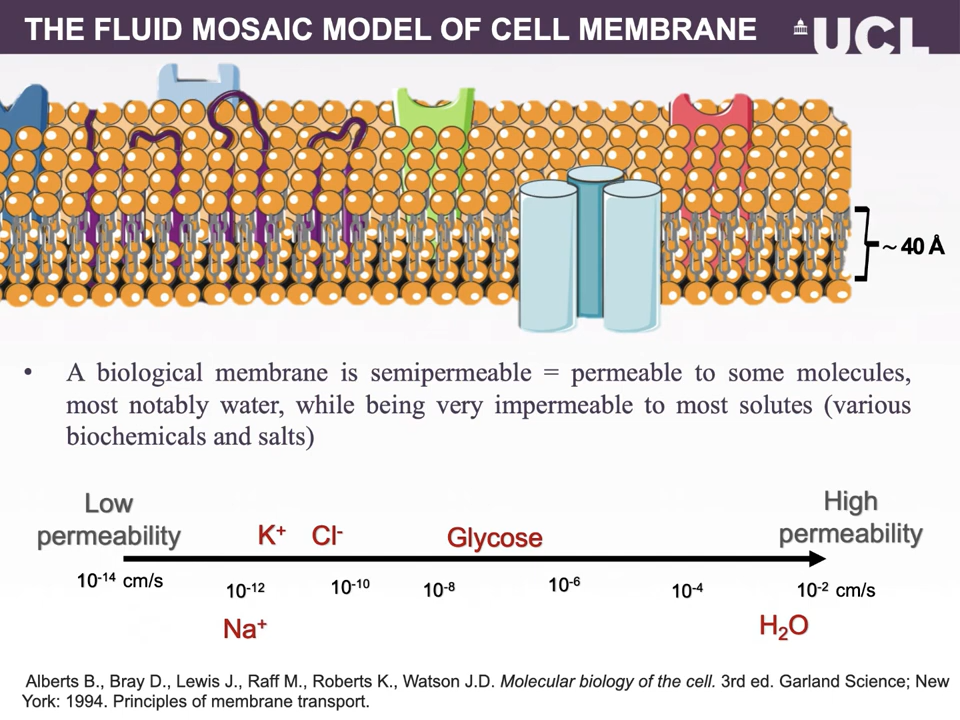 THE FLUID MOSAIC MODEL OF CELL MEMBRANE
UCL
~ 40 Å
• A biological membrane is semipermeable = permeable to some molecules,
most notably water, while being very impermeable to most solutes (various
biochemicals and salts)
Low
permeability
K⁺ Cl⁻ Glycose
High
permeability
10⁻¹⁴ cm/s 10⁻¹² 10⁻¹⁰ 10⁻⁸ 10⁻⁶ 10⁻⁴ 10⁻² cm/s
Na⁺ H₂O
Alberts B., Bray D., Lewis J., Raff M., Roberts K., Watson J.D. Molecular biology of the cell. 3rd ed. Garland Science; New
York: 1994. Principles of membrane transport.